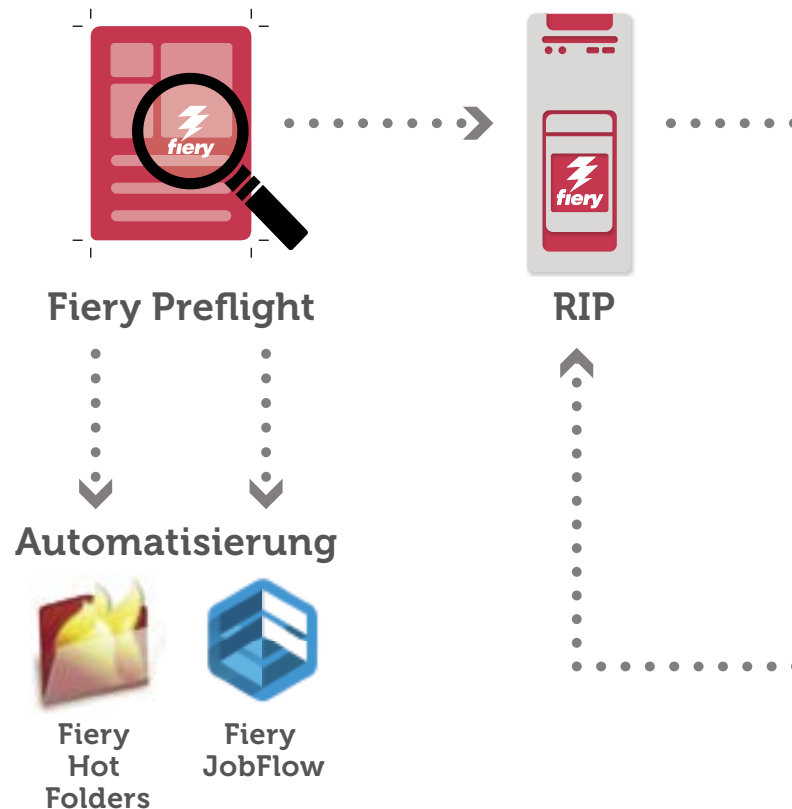 fiery
fiery
Fiery Preflight
RIP
Automatisierung
Fiery
Hot
Folders
Fiery
JobFlow